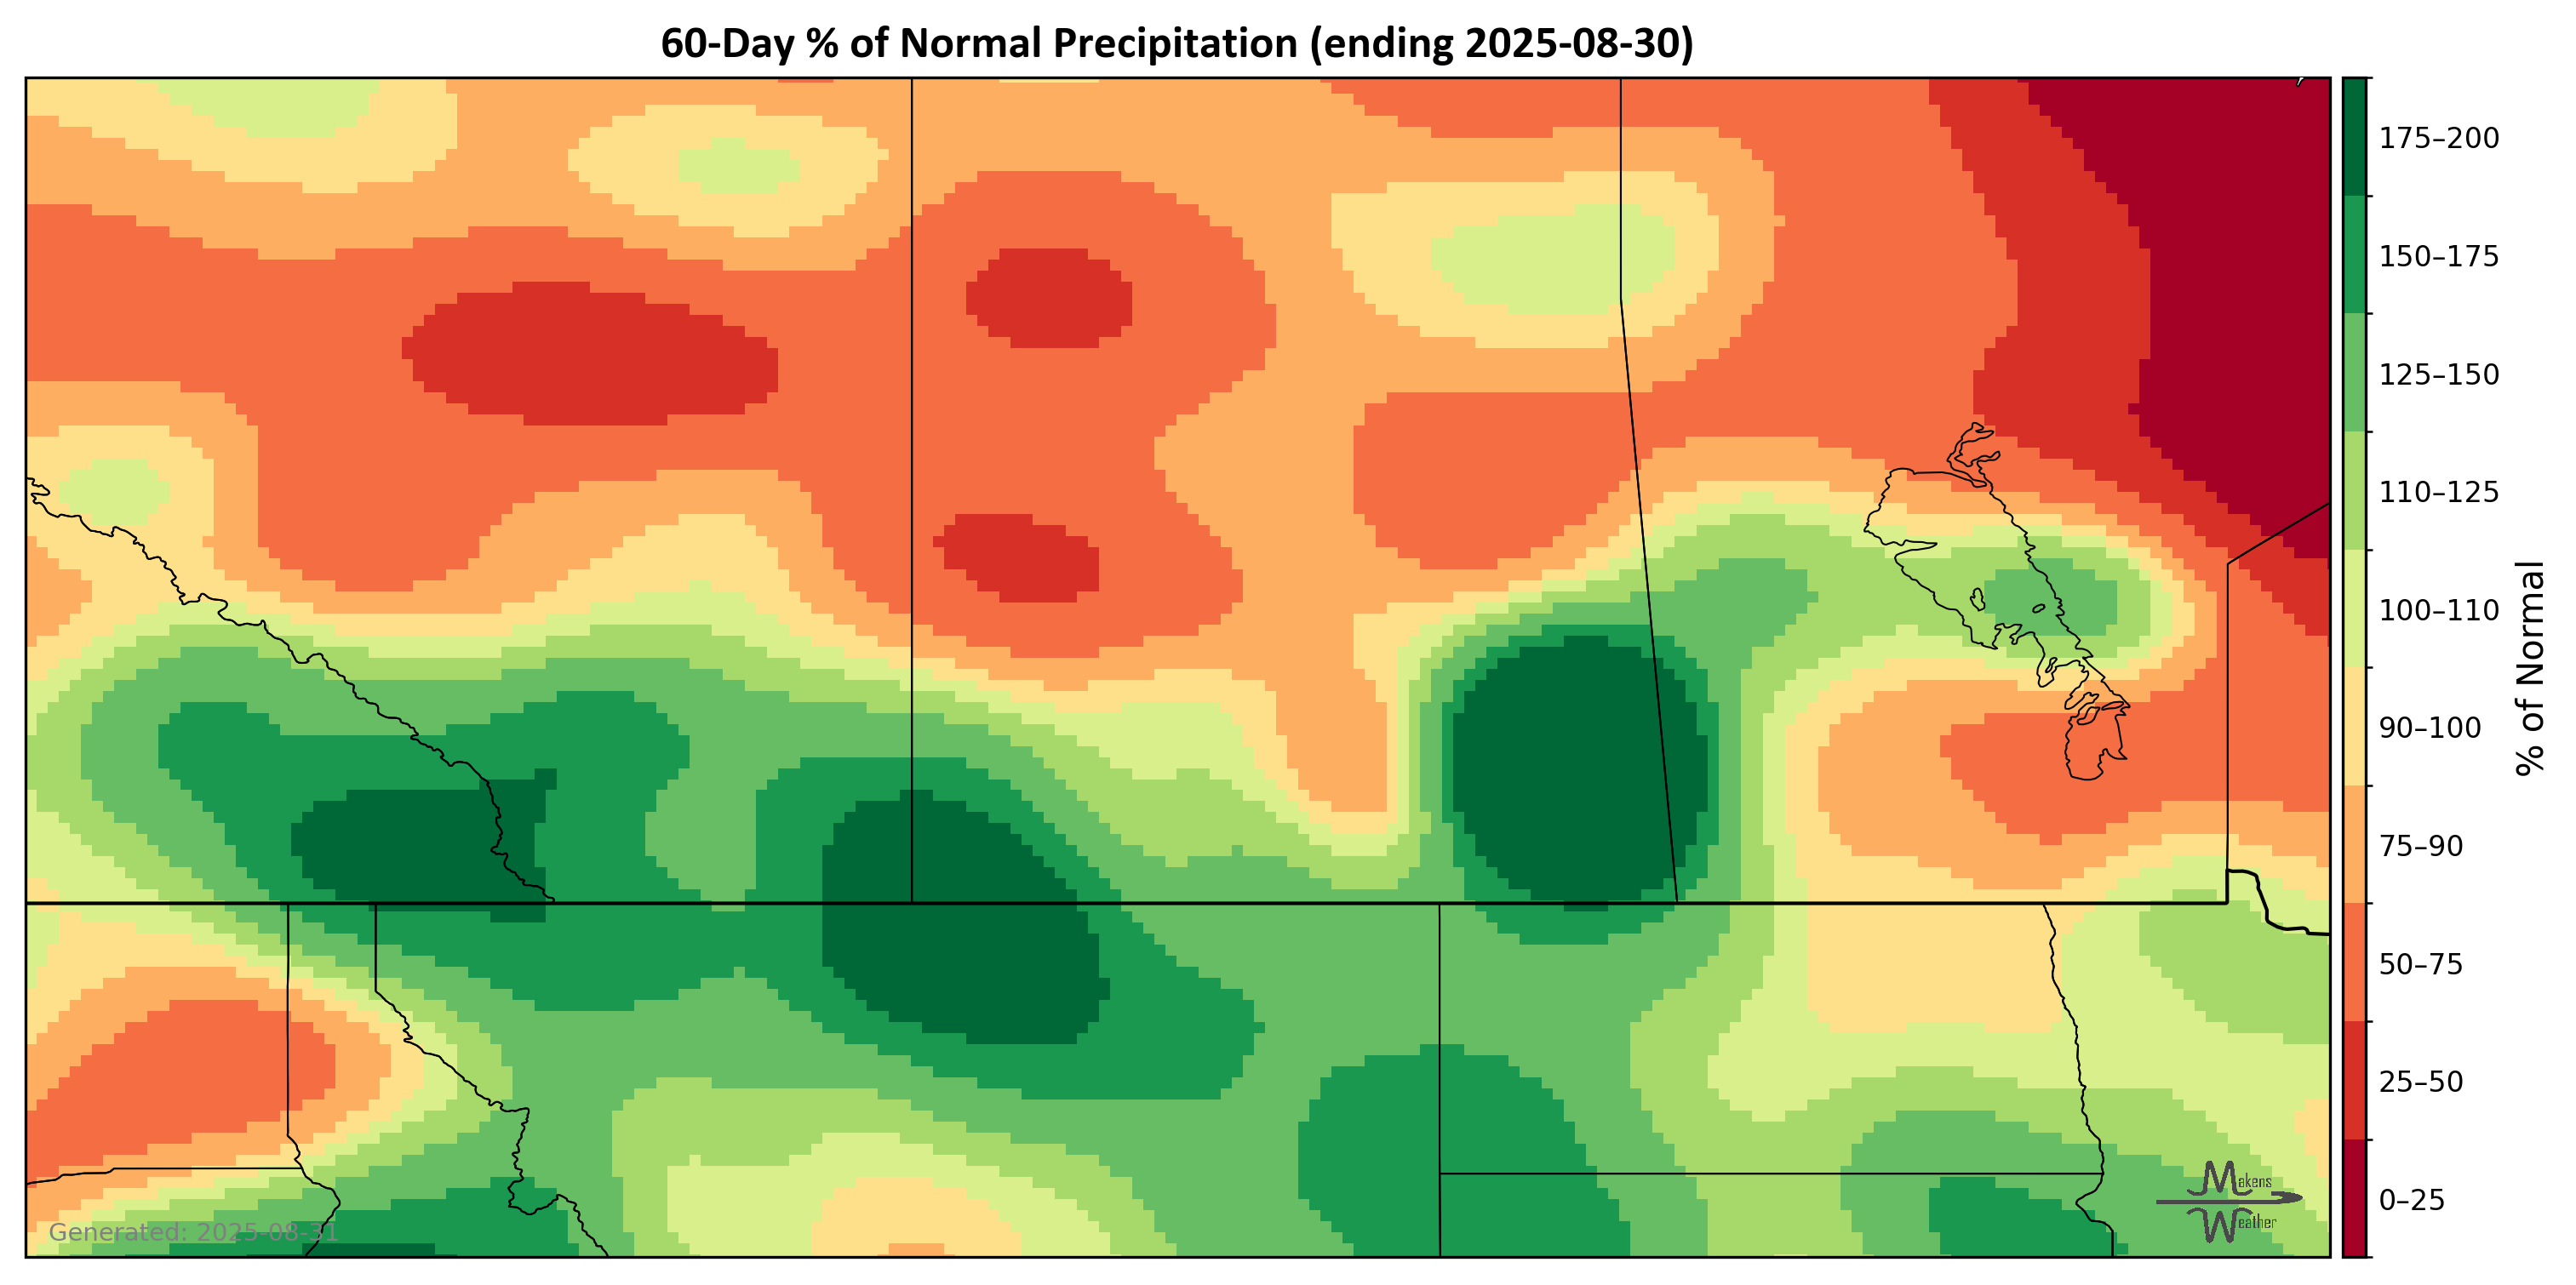 60-Day % of Normal Precipitation (ending 2025-08-30)
175–200
150–175
125–150
110–125
100–110
90–100
75–90
50–75
25–50
0–25
% of Normal
Generated: 2025-08-31
Makens
Weather